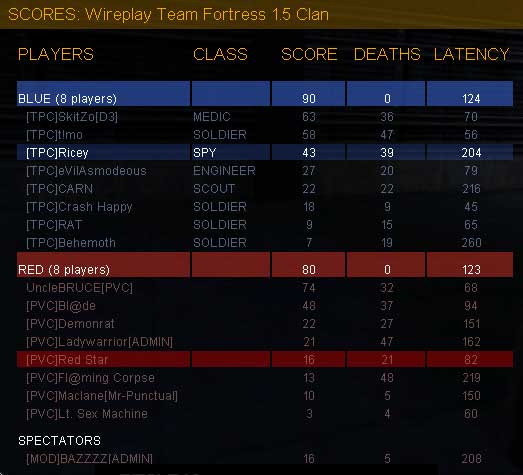 SCORES: Wireplay Team Fortress 1.5 Clan
PLAYERS CLASS SCORE DEATHS LATENCY
BLUE (8 players) 90 0 124
[TPC]SkitZo[D3] MEDIC 63 36 70
[TPC]t!mo SOLDIER 58 47 56
[TPC]Ricey SPY 43 39 204
[TPC]eVilAsmodeous ENGINEER 27 20 79
[TPC]CARN SCOUT 22 22 216
[TPC]Crash Happy SOLDIER 18 9 45
[TPC]RAT SOLDIER 9 15 65
[TPC]Behemoth SOLDIER 7 19 260
RED (8 players) 80 0 123
UncleBRUCE[PVC] 74 32 68
[PVC]Bl@de 48 37 94
[PVC]Demonrat 22 27 151
[PVC]Ladywarrior[ADMIN] 21 47 162
[PVC]Red Star 16 21 82
[PVC]Fl@ming Corpse 13 48 219
[PVC]Maclane[Mr-Punctual] 10 5 150
[PVC]Lt. Sex Machine 3 4 60
SPECTATORS
[MOD]BAZZZZ[ADMIN] 16 5 208